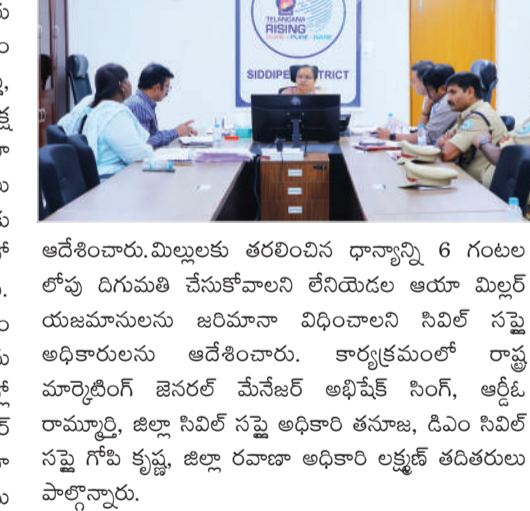 TELANGANA
RISING
SIDDIPET DISTRICT
ఆదేశించారు.మిల్లులకు తరలించిన ధాన్యాన్ని 6 గంటల
లోపు దిగుమతి చేసుకోవాలని లేనియెడల ఆయా మిల్లర్
యజమానులను జరిమానా విధించాలని సివిల్ సప్లై
అధికారులను ఆదేశించారు. కార్యక్రమంలో రాష్ట్ర
మార్కెటింగ్ జెనరల్ మేనేజర్ అభిషేక్ సింగ్, ఆర్డీఓ
రామ్మూర్తి, జిల్లా సివిల్ సప్లై అధికారి తనూజ, డిఎం సివిల్
సప్లై గోపి కృష్ణ, జిల్లా రవాణా అధికారి లక్ష్మణ్ తదితరులు
పాల్గొన్నారు.